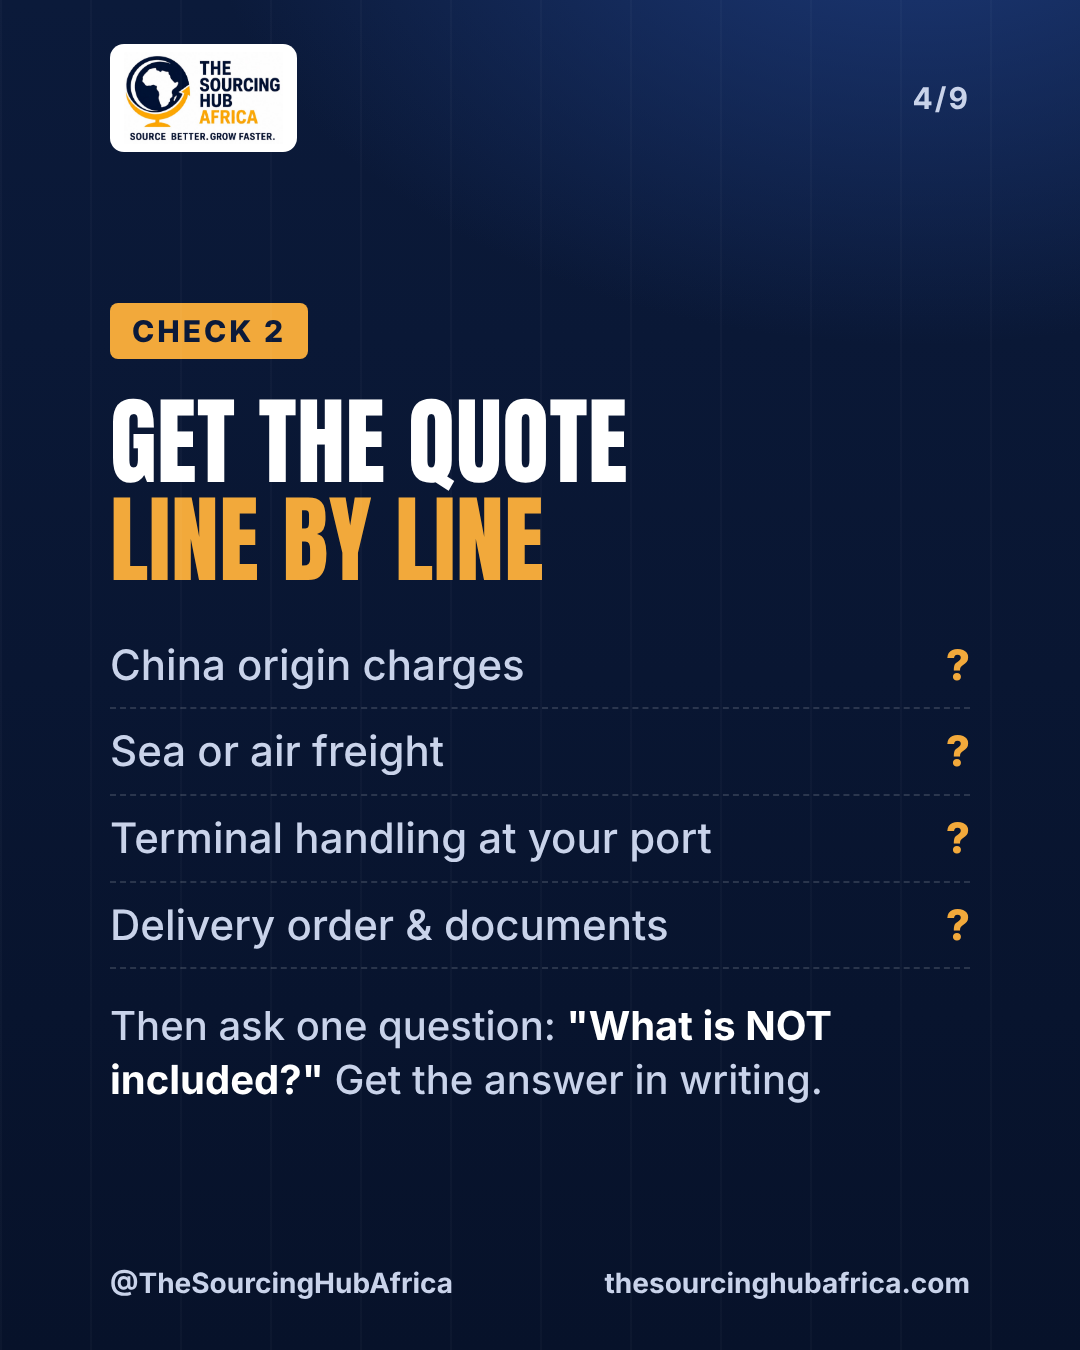 THE
SOURCING
HUB
AFRICA
SOURCE BETTER. GROW FASTER.
4/9
CHECK 2
GET THE QUOTE
LINE BY LINE
China origin charges ?
Sea or air freight ?
Terminal handling at your port ?
Delivery order & documents ?
Then ask one question: "What is NOT
included?" Get the answer in writing.
@TheSourcingHubAfrica
thesourcinghubafrica.com